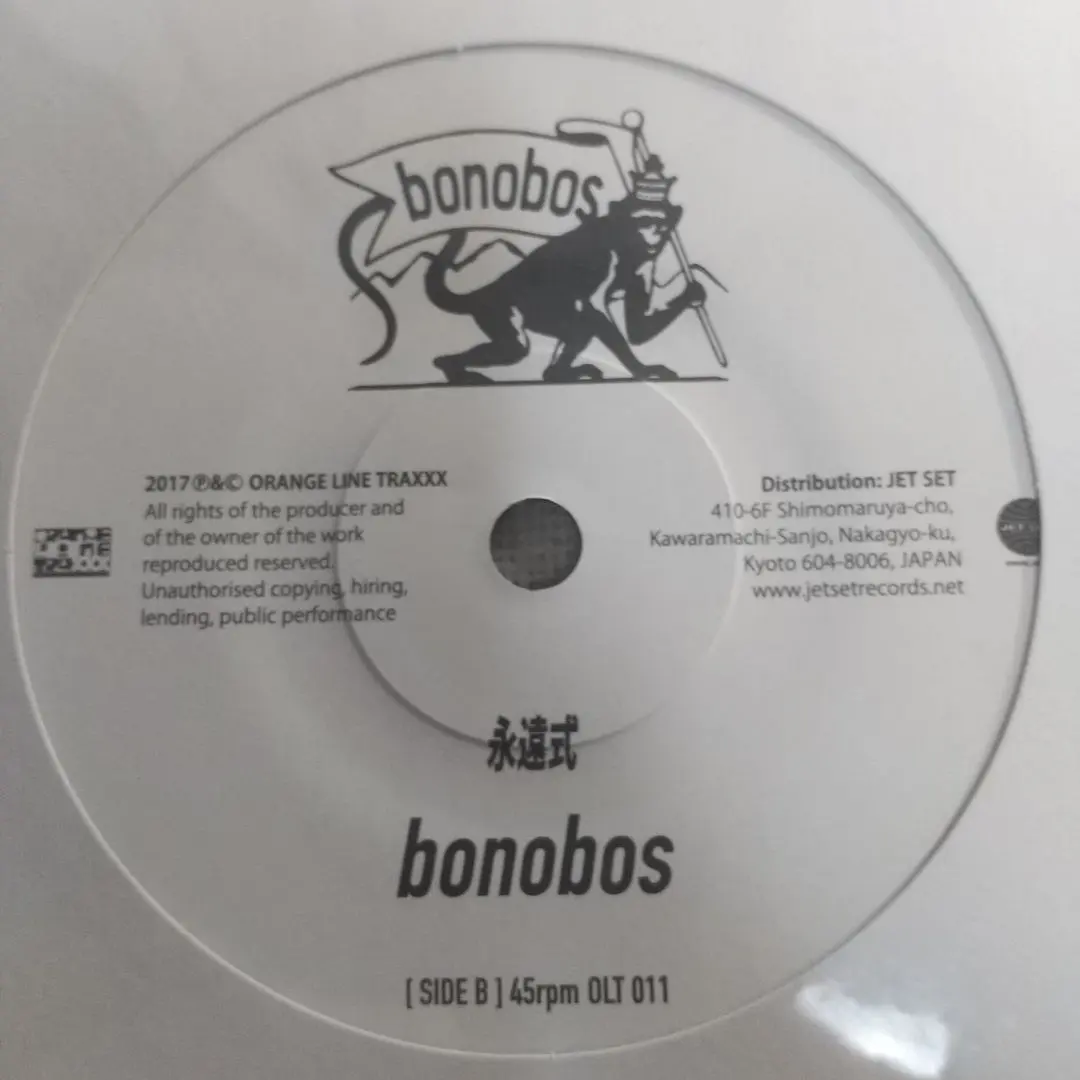 bonobos
2017 ℗&© ORANGE LINE TRAXXX
All rights of the producer and
of the owner of the work
reproduced reserved.
Unauthorised copying, hiring,
lending, public performance
Distribution: JET SET
410-6F Shimomaruya-cho,
Kawaramachi-Sanjo, Nakagyo-ku,
Kyoto 604-8006, JAPAN
www.jetsetrecords.net
永遠式
bonobos
[ SIDE B ] 45rpm OLT 011